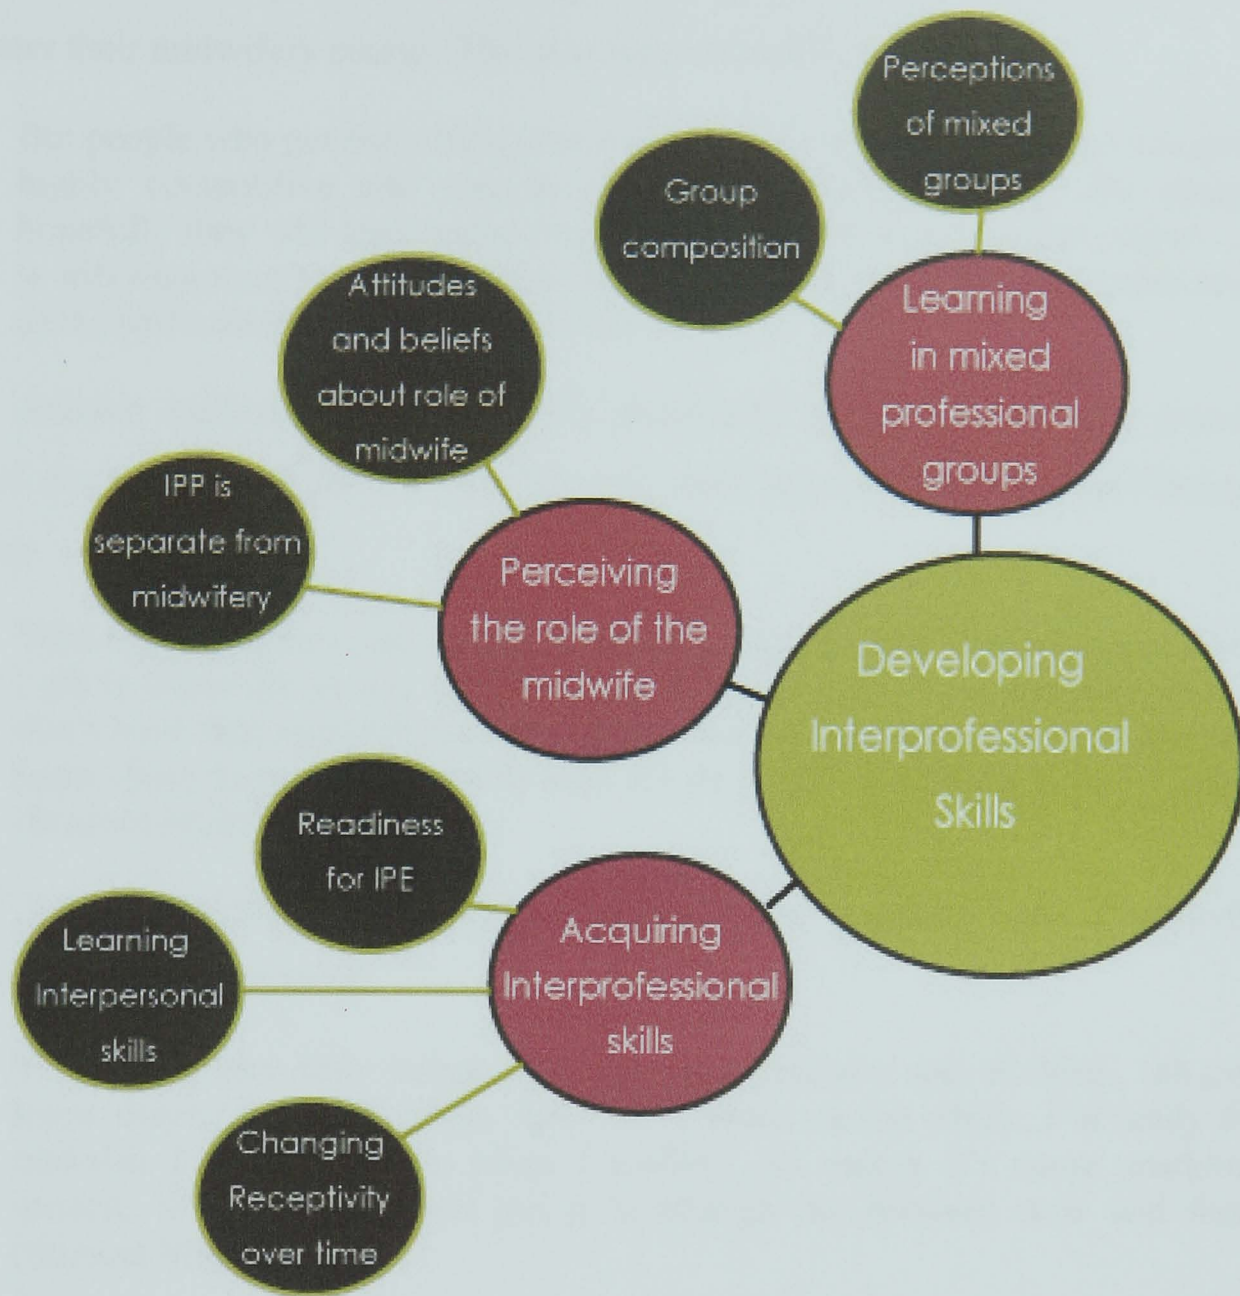 Perceptions
of mixed
groups
Group
composition
Learning
in mixed
professional
groups
Attitudes
and beliefs
about role of
midwife
IPP is
separate from
midwifery
Perceiving
the role of the
midwife
Developing
Interprofessional
Skills
Readiness
for IPE
Acquiring
Interprofessional
skills
Learning
Interpersonal
skills
Changing
Receptivity
over time